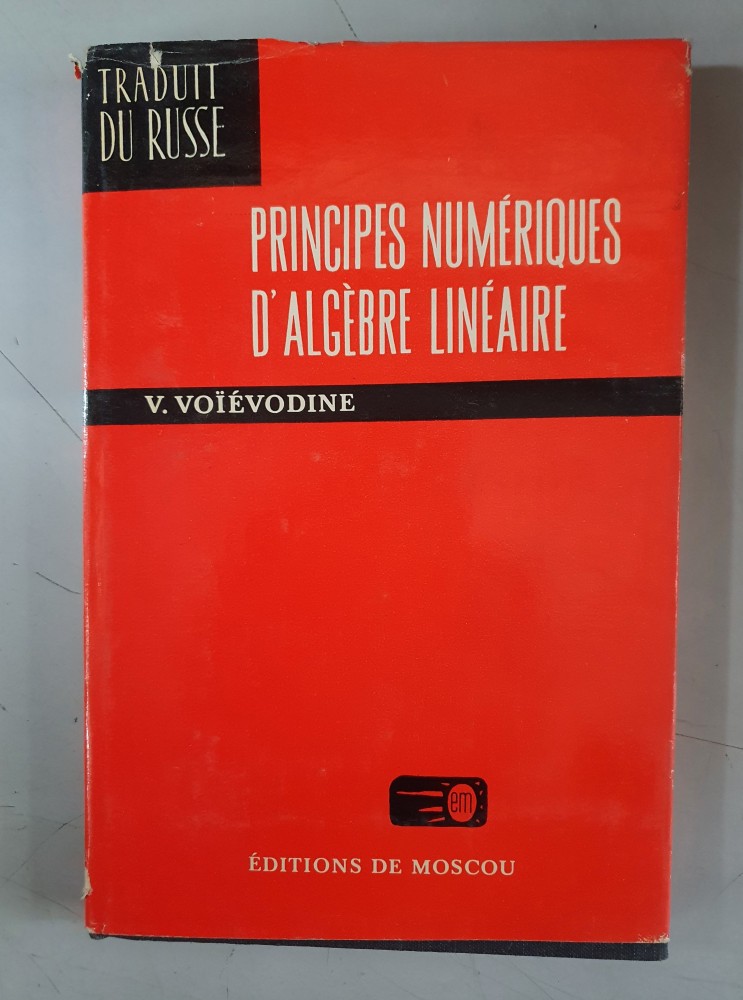 TRADUIT
DU RUSSE
PRINCIPES NUMÉRIQUES
D'ALGÈBRE LINÉAIRE
V. VOÏÉVODINE
em
ÉDITIONS DE MOSCOU